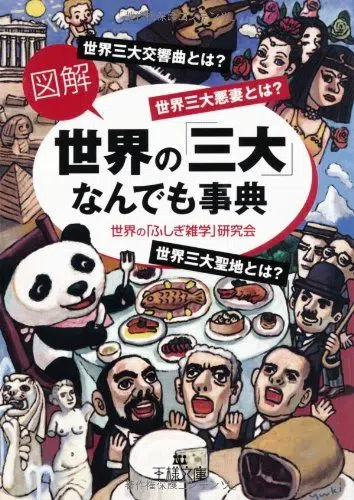 世界三大交響曲とは?
図解
世界三大悪妻とは?
世界の「三大」
なんでも事典
世界の「ふしぎ雑学」研究会
世界三大聖地とは?
王様文庫